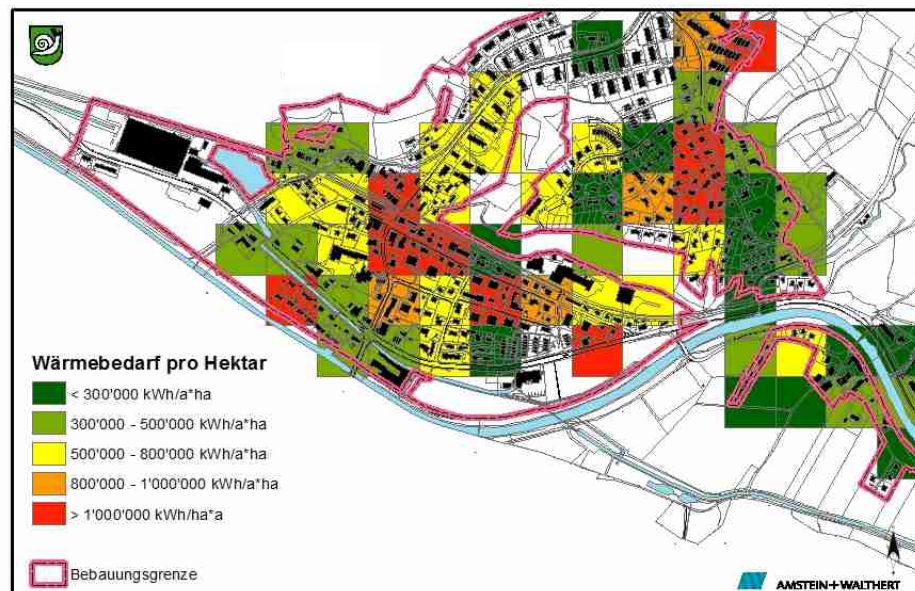 Wärmebedarf pro Hektar
< 300'000 kWh/a*ha
300'000 - 500'000 kWh/a*ha
500'000 - 800'000 kWh/a*ha
800'000 - 1'000'000 kWh/a*ha
> 1'000'000 kWh/ha*a
Bebauungsgrenze
AMSTEIN+WALTHERT